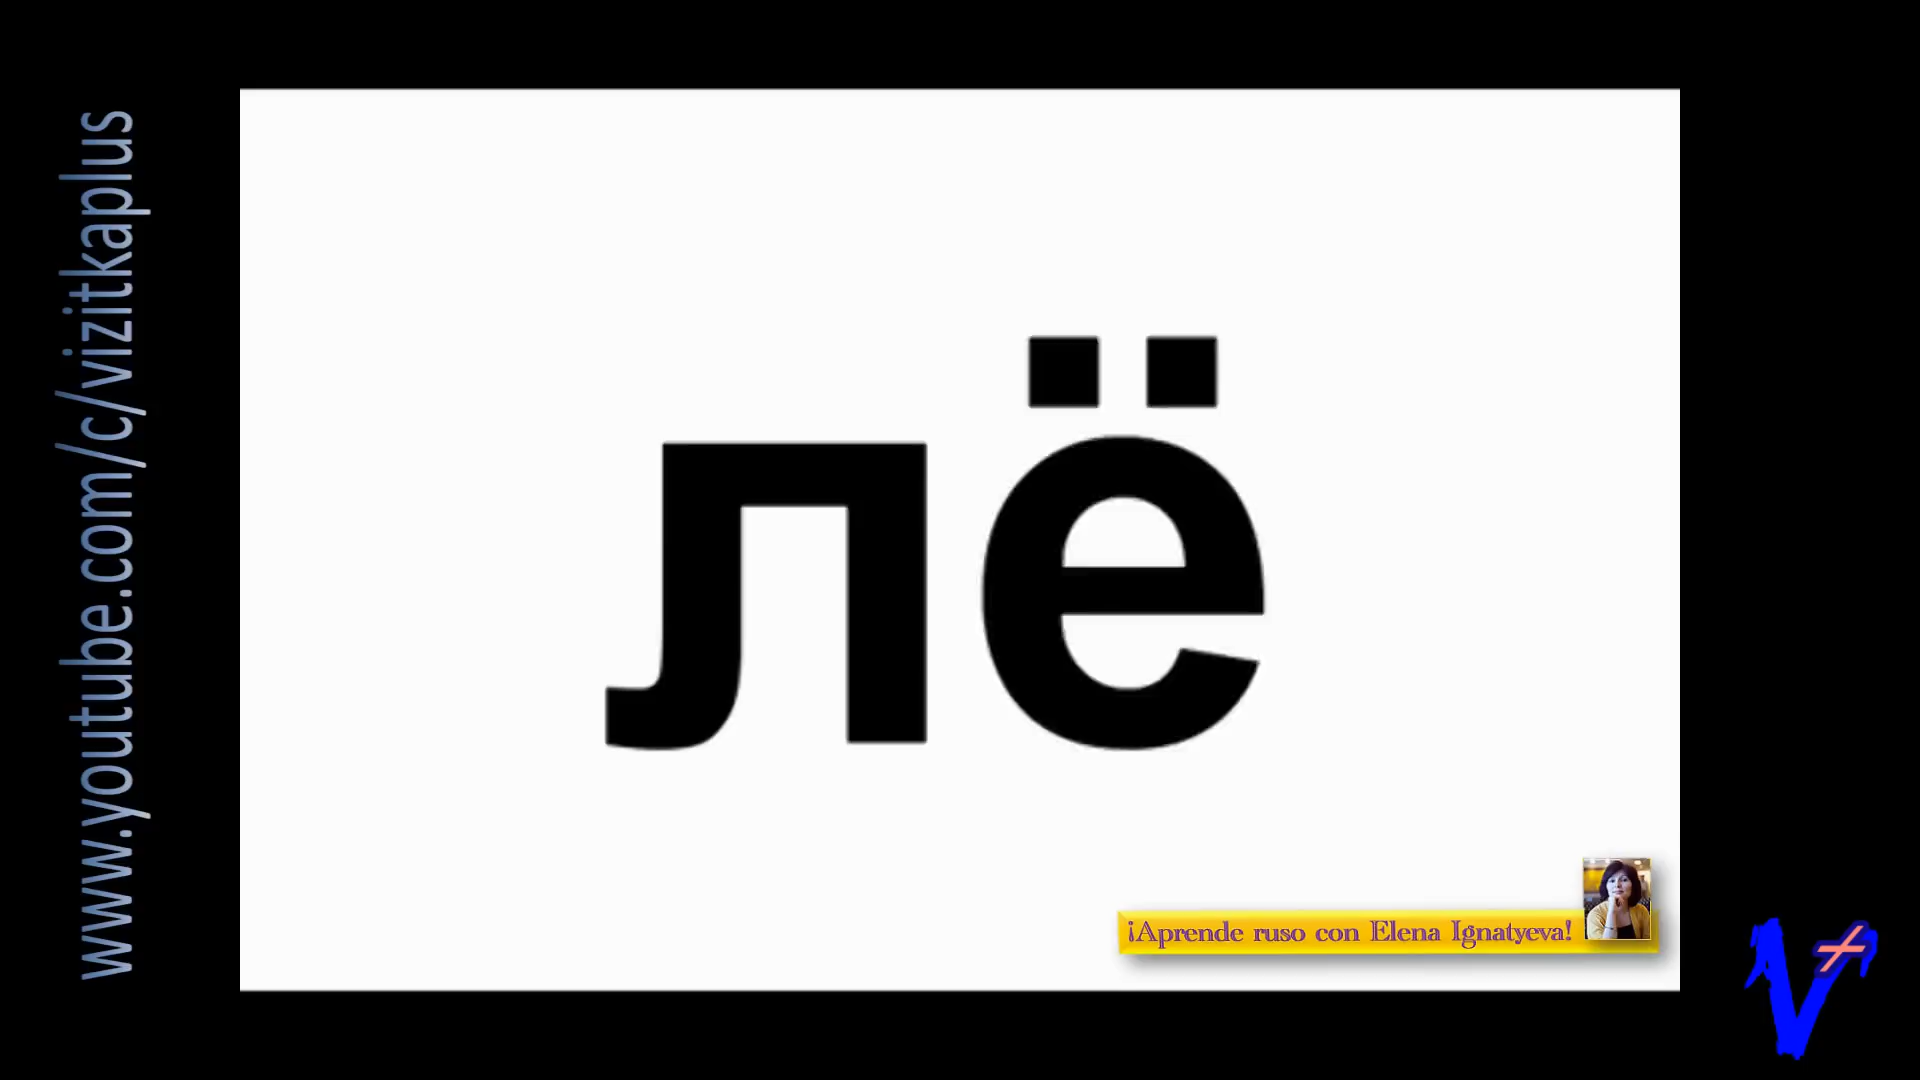 www.youtube.com/c/vizitkaplus
лё
¡Aprende ruso con Elena Ignatyeva!
V+